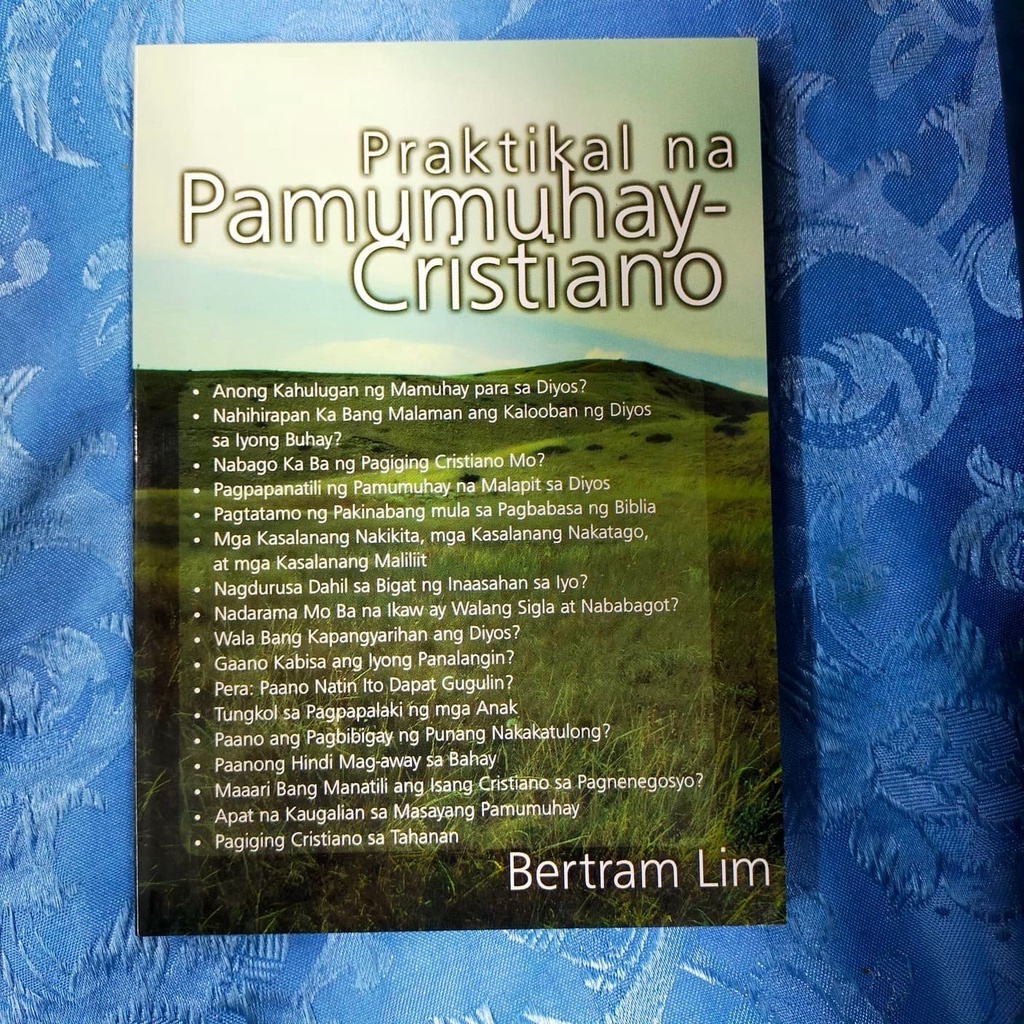 Praktikal na
Pamumuhay-
Cristiano
• Anong Kahulugan ng Mamuhay para sa Diyos?
• Nahihirapan Ka Bang Malaman ang Kalooban ng Diyos
sa Iyong Buhay?
• Nabago Ka Ba ng Pagiging Cristiano Mo?
• Pagpapanatili ng Pamumuhay na Malapit sa Diyos
• Pagtatamo ng Pakinabang mula sa Pagbabasa ng Biblia
• Mga Kasalanang Nakikita, mga Kasalanang Nakatago,
at mga Kasalanang Maliliit
• Nagdurusa Dahil sa Bigat ng Inaasahan sa Iyo?
• Nadarama Mo Ba na Ikaw ay Walang Sigla at Nababagot?
• Wala Bang Kapangyarihan ang Diyos?
• Gaano Kabisa ang Iyong Panalangin?
• Pera: Paano Natin Ito Dapat Gugulin?
• Tungkol sa Pagpapalaki ng mga Anak
• Paano ang Pagbibigay ng Punang Nakakatulong?
• Paanong Hindi Mag-away sa Bahay
• Maaari Bang Manatili ang Isang Cristiano sa Pagnenegosyo?
• Apat na Kaugalian sa Masayang Pamumuhay
• Pagiging Cristiano sa Tahanan
Bertram Lim